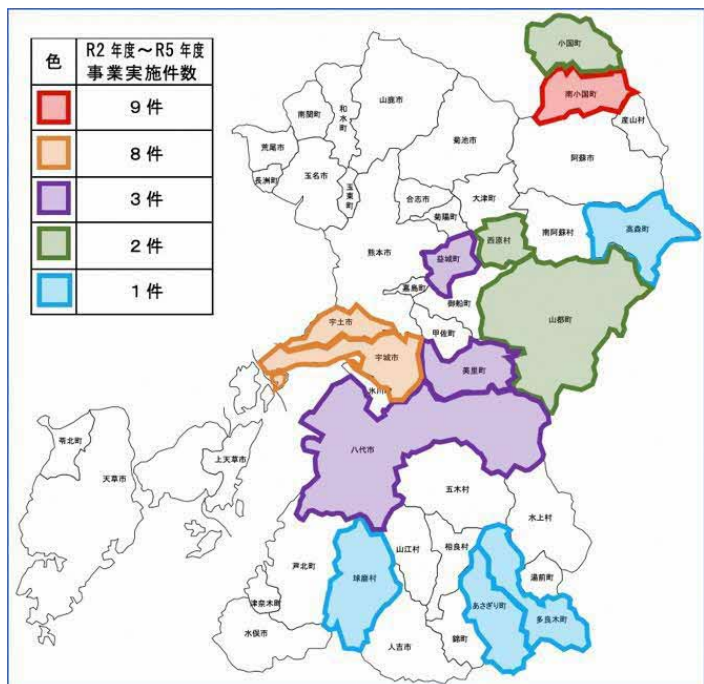 色
R2年度～R5年度
事業実施件数
9件
8件
3件
2件
1件
小国町
南小国町
産山村
山鹿市
和水町
南関町
菊池市
荒尾市
阿蘇市
玉名市
長洲町
玉東町
合志市
大津町
菊陽町
高森町
西原村
南阿蘇村
熊本市
益城町
嘉島町
御船町
山都町
宇土市
甲佐町
宇城市
美里町
氷川
八代市
苓北町
上天草市
天草市
五木村
水上村
芦北町
山江村
相良村
湯前町
球磨村
津奈木町
あさぎり町
多良木町
水俣市
錦町
人吉市